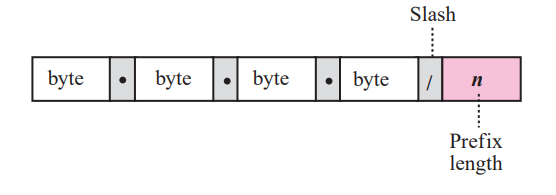 Slash
byte • byte • byte • byte / n
Prefix
length